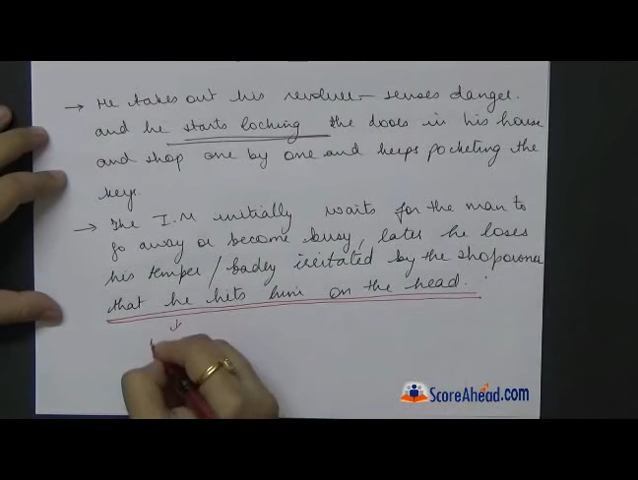 → He takes out his revolver - senses danger.
and he starts locking the doors in his house
and shop one by one and keeps pocketing the
keys.
→ The I.M initially waits for the man to
go away or become busy, later he loses
his temper / badly irritated by the shopowner
that he hits him on the head.
ScoreAhead.com